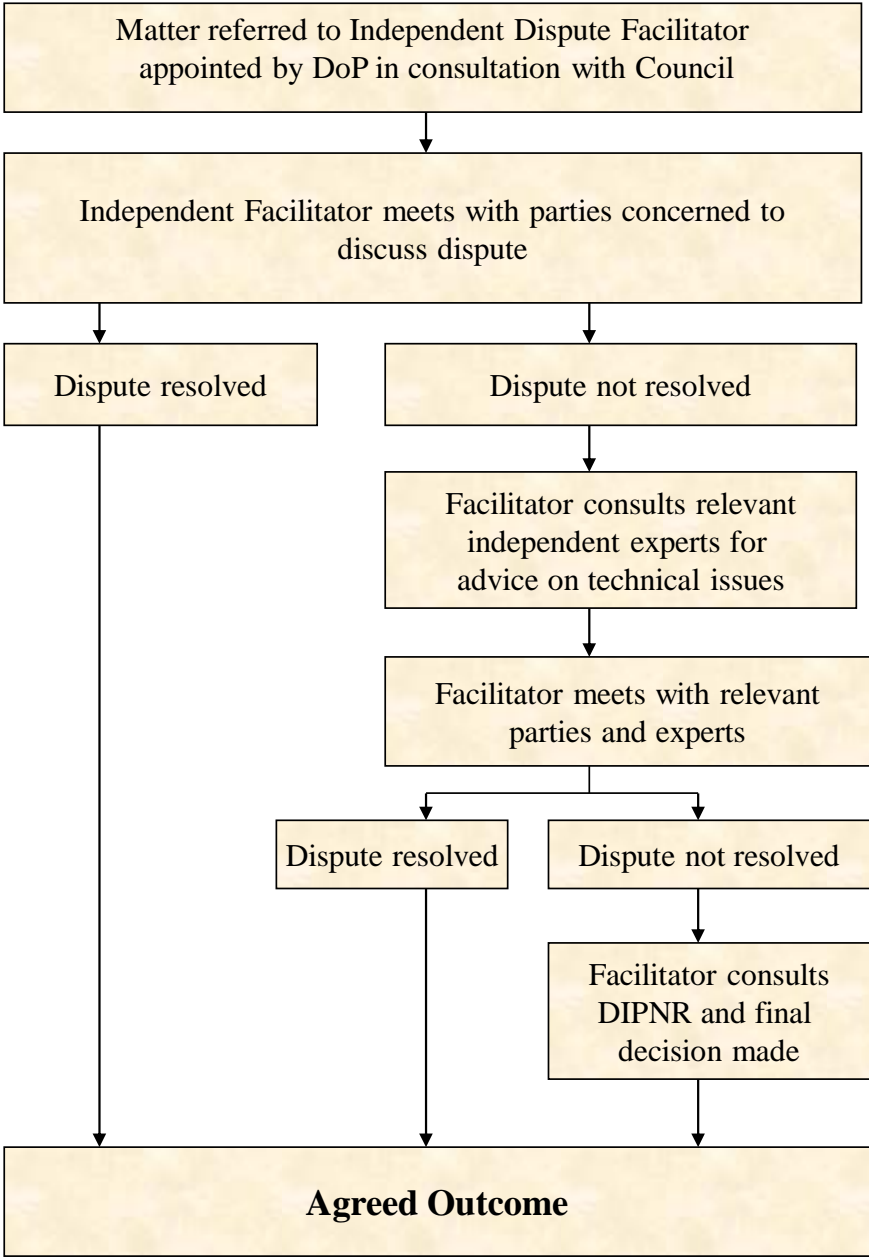 Matter referred to Independent Dispute Facilitator
appointed by DoP in consultation with Council
Independent Facilitator meets with parties concerned to
discuss dispute
Dispute resolved
Dispute not resolved
Facilitator consults relevant
independent experts for
advice on technical issues
Facilitator meets with relevant
parties and experts
Dispute resolved
Dispute not resolved
Facilitator consults
DIPNR and final
decision made
Agreed Outcome